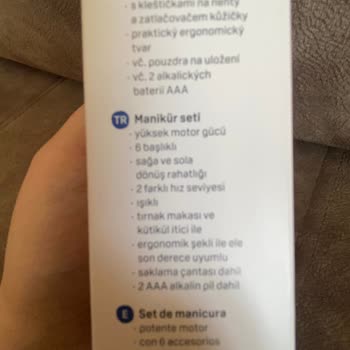 · s kleštičkami na nehty
a zatlačovačem kůžičky
· praktický ergonomický
tvar
· vč. pouzdra na uložení
· vč. 2 alkalických
baterií AAA
TR Manikür seti
· yüksek motor gücü
· 6 başlıklı
· sağa ve sola
dönüş rahatlığı
· 2 farklı hız seviyesi
· ışıklı
· tırnak makası ve
kütikül itici ile
· ergonomik şekli ile ele
son derece uyumlu
· saklama çantası dahil
· 2 AAA alkalin pil dahil
E Set de manicura
· potente motor
· con 6 accesorios